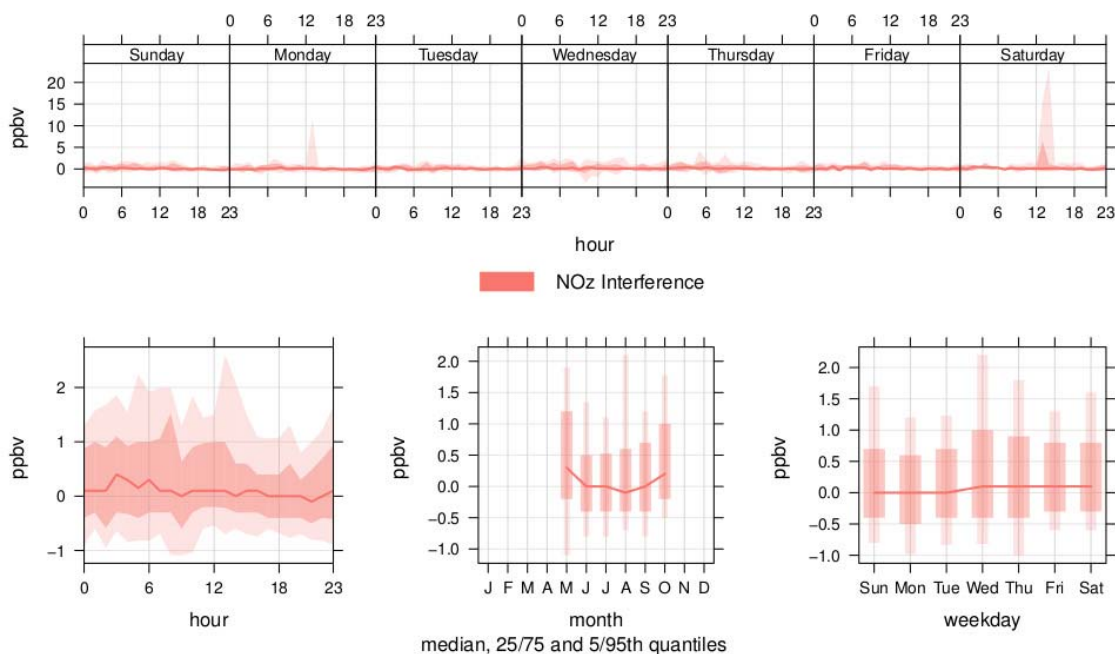 0 6 12 18 23 0 6 12 18 23 0 6 12 18 23
Sunday Monday Tuesday Wednesday Thursday Friday Saturday
20
15
10
5
0
ppbv
0 6 12 18 23 0 6 12 18 23 0 6 12 18 23 0 6 12 18 23
hour
NOz Interference
2
1
0
−1
ppbv
0 6 12 18 23
hour
2.0
1.5
1.0
0.5
0.0
−0.5
−1.0
ppbv
J F M A M J J A S O N D
month
2.0
1.5
1.0
0.5
0.0
−0.5
−1.0
ppbv
Sun Mon Tue Wed Thu Fri Sat
weekday
median, 25/75 and 5/95th quantiles